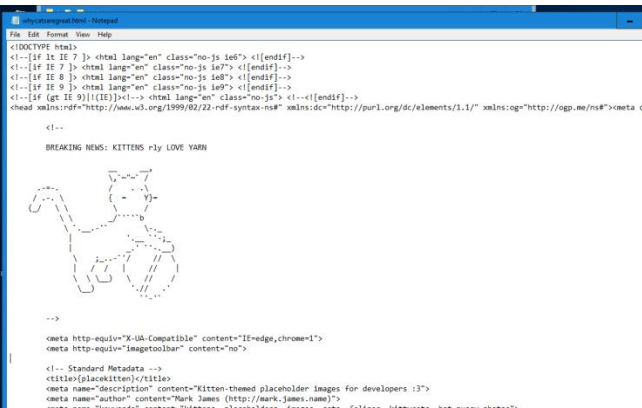 whycatsaregreat.html - Notepad
File Edit Format View Help
<!DOCTYPE html>
<!--[if lt IE 7 ]> <html lang="en" class="no-js ie6"> <![endif]-->
<!--[if IE 7 ]> <html lang="en" class="no-js ie7"> <![endif]-->
<!--[if IE 8 ]> <html lang="en" class="no-js ie8"> <![endif]-->
<!--[if IE 9 ]> <html lang="en" class="no-js ie9"> <![endif]-->
<!--[if (gt IE 9)|!(IE)]><!--> <html lang="en" class="no-js"> <!--<![endif]-->
<head xmlns:rdf="http://www.w3.org/1999/02/22-rdf-syntax-ns#" xmlns:dc="http://purl.org/dc/elements/1.1/" xmlns:og="http://ogp.me/ns#"><meta
<!--
BREAKING NEWS: KITTENS rly LOVE YARN
-->
<meta http-equiv="X-UA-Compatible" content="IE=edge,chrome=1">
<meta http-equiv="imagetoolbar" content="no">
<!-- Standard Metadata -->
<title>{placekitten}</title>
<meta name="description" content="Kitten-themed placeholder images for developers :3">
<meta name="author" content="Mark James (http://mark.james.name)">